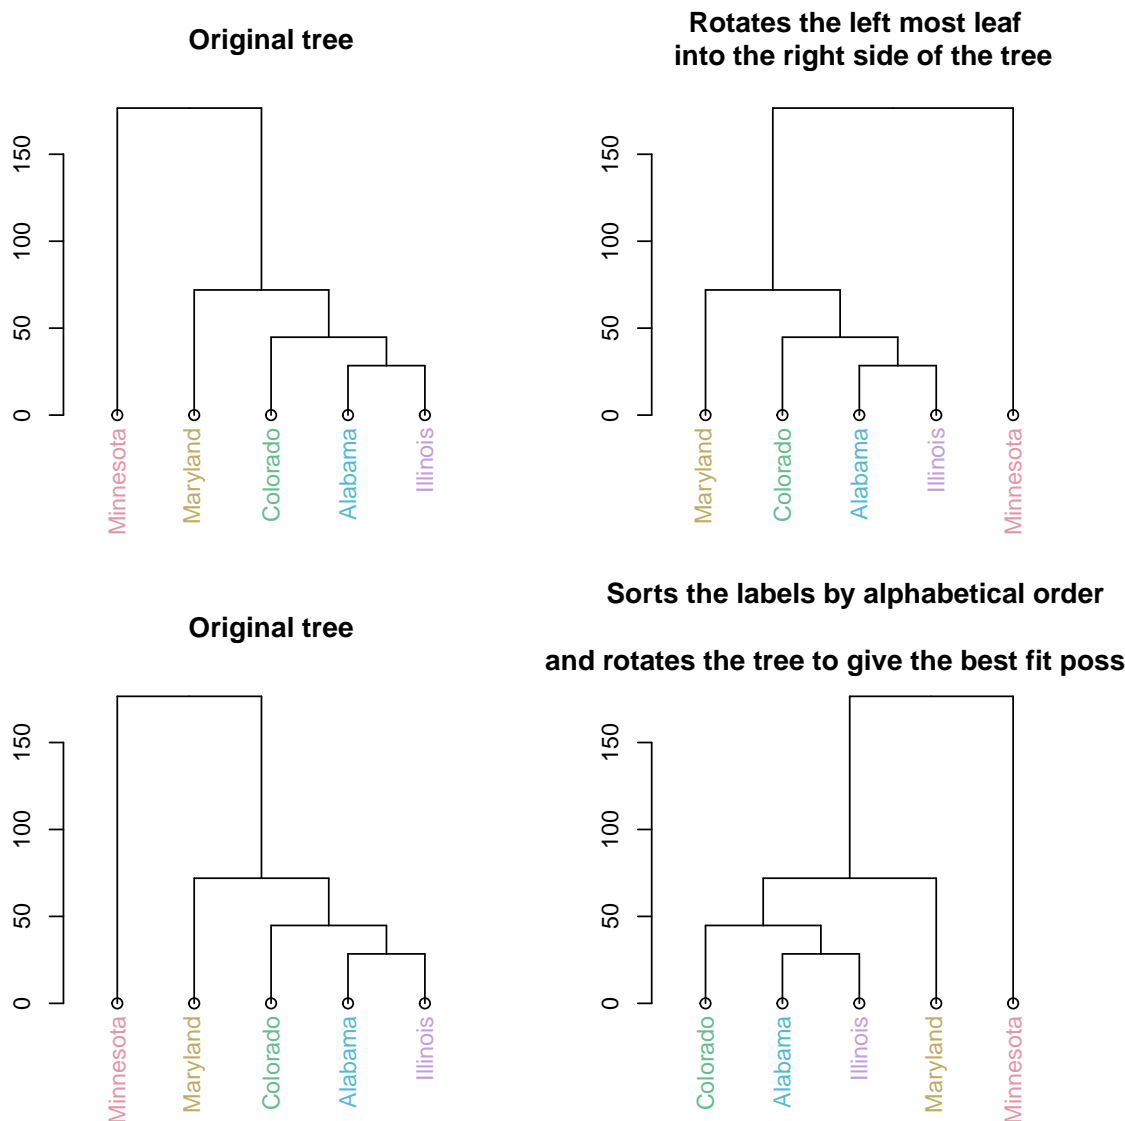 Original tree
Rotates the left most leaf
into the right side of the tree
150
100
50
0
Minnesota
Maryland
Colorado
Alabama
Illinois
150
100
50
0
Maryland
Colorado
Alabama
Illinois
Minnesota
Original tree
Sorts the labels by alphabetical order
and rotates the tree to give the best fit poss
150
100
50
0
Minnesota
Maryland
Colorado
Alabama
Illinois
150
100
50
0
Colorado
Alabama
Illinois
Maryland
Minnesota